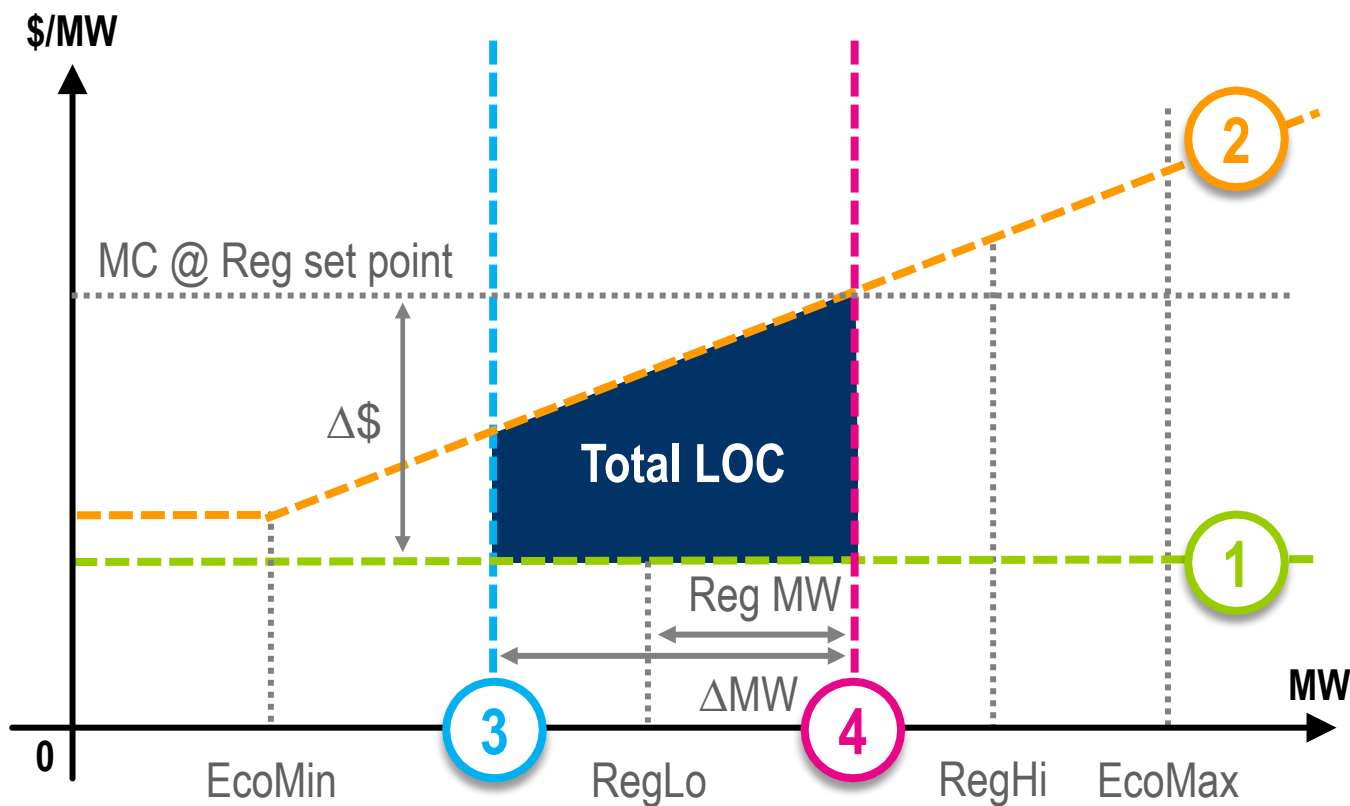 $/MW
2
MC @ Reg set point
Δ$
Total LOC
1
Reg MW
ΔMW
MW
3
4
0
EcoMin
RegLo
RegHi
EcoMax